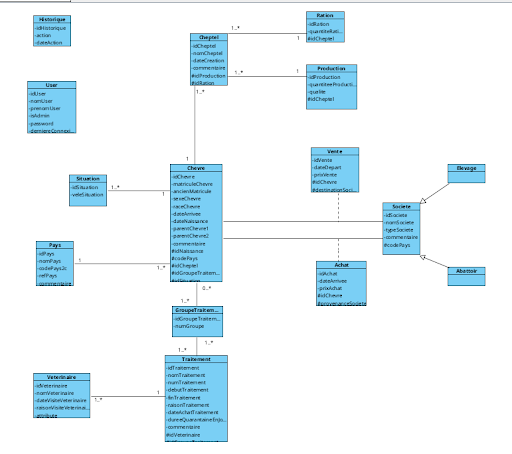 Historique
-idHistorique
-action
-dateAction
User
-idUser
-nomUser
-prenomUser
-isAdmin
-password
-derniereConnexi...
Cheptel
-idCheptel
-nomCheptel
-dateCreation
-commentaire
#idProduction
#idRation
1..*
1
Ration
-idRation
-quantiteRati...
#idCheptel
1..*
1
Production
-idProduction
-quantiteeProducti...
-qualite
#idCheptel
1..*
1
Situation
-idSituation
-veleSituation
1..*
1
Chevre
-idChevre
-matriculeChevre
-ancienMatricule
-sexeChevre
-raceChevre
-dateArrivee
-dateNaissance
-parentChevre1
-parentChevre2
-commentaire
#idNaissance
#codePays
#idCheptel
#idGroupeTraitem...
#idSituation
Vente
-idVente
-dateDepart
-prixVente
#idChevre
#destinationSoci...
Societe
-idSociete
-nomSociete
-typeSociete
-commentaire
#codePays
Elevage
Abattoir
Achat
-idAchat
-dateArrivee
-prixAchat
#idChevre
#provenanceSociete
Pays
-idPays
-nomPays
-codePays2c
-refPays
-commentaire
1
1..*
0..*
1..*
GroupeTraitem...
-idGroupeTraitem...
-numGroupe
1..*
1..*
Traitement
-idTraitement
-nomTraitement
-numTraitement
-debutTraitement
-finTraitement
-raisonTraitement
-dateAchatTraitement
-dureeQuarantaineEnJo...
-commentaire
#idVeterinaire
Veterinaire
-idVeterinaire
-nomVeterinaire
-dateVisiteVeterinaire
-raisonVisiteVeterinai...
-attribute
1..*
1